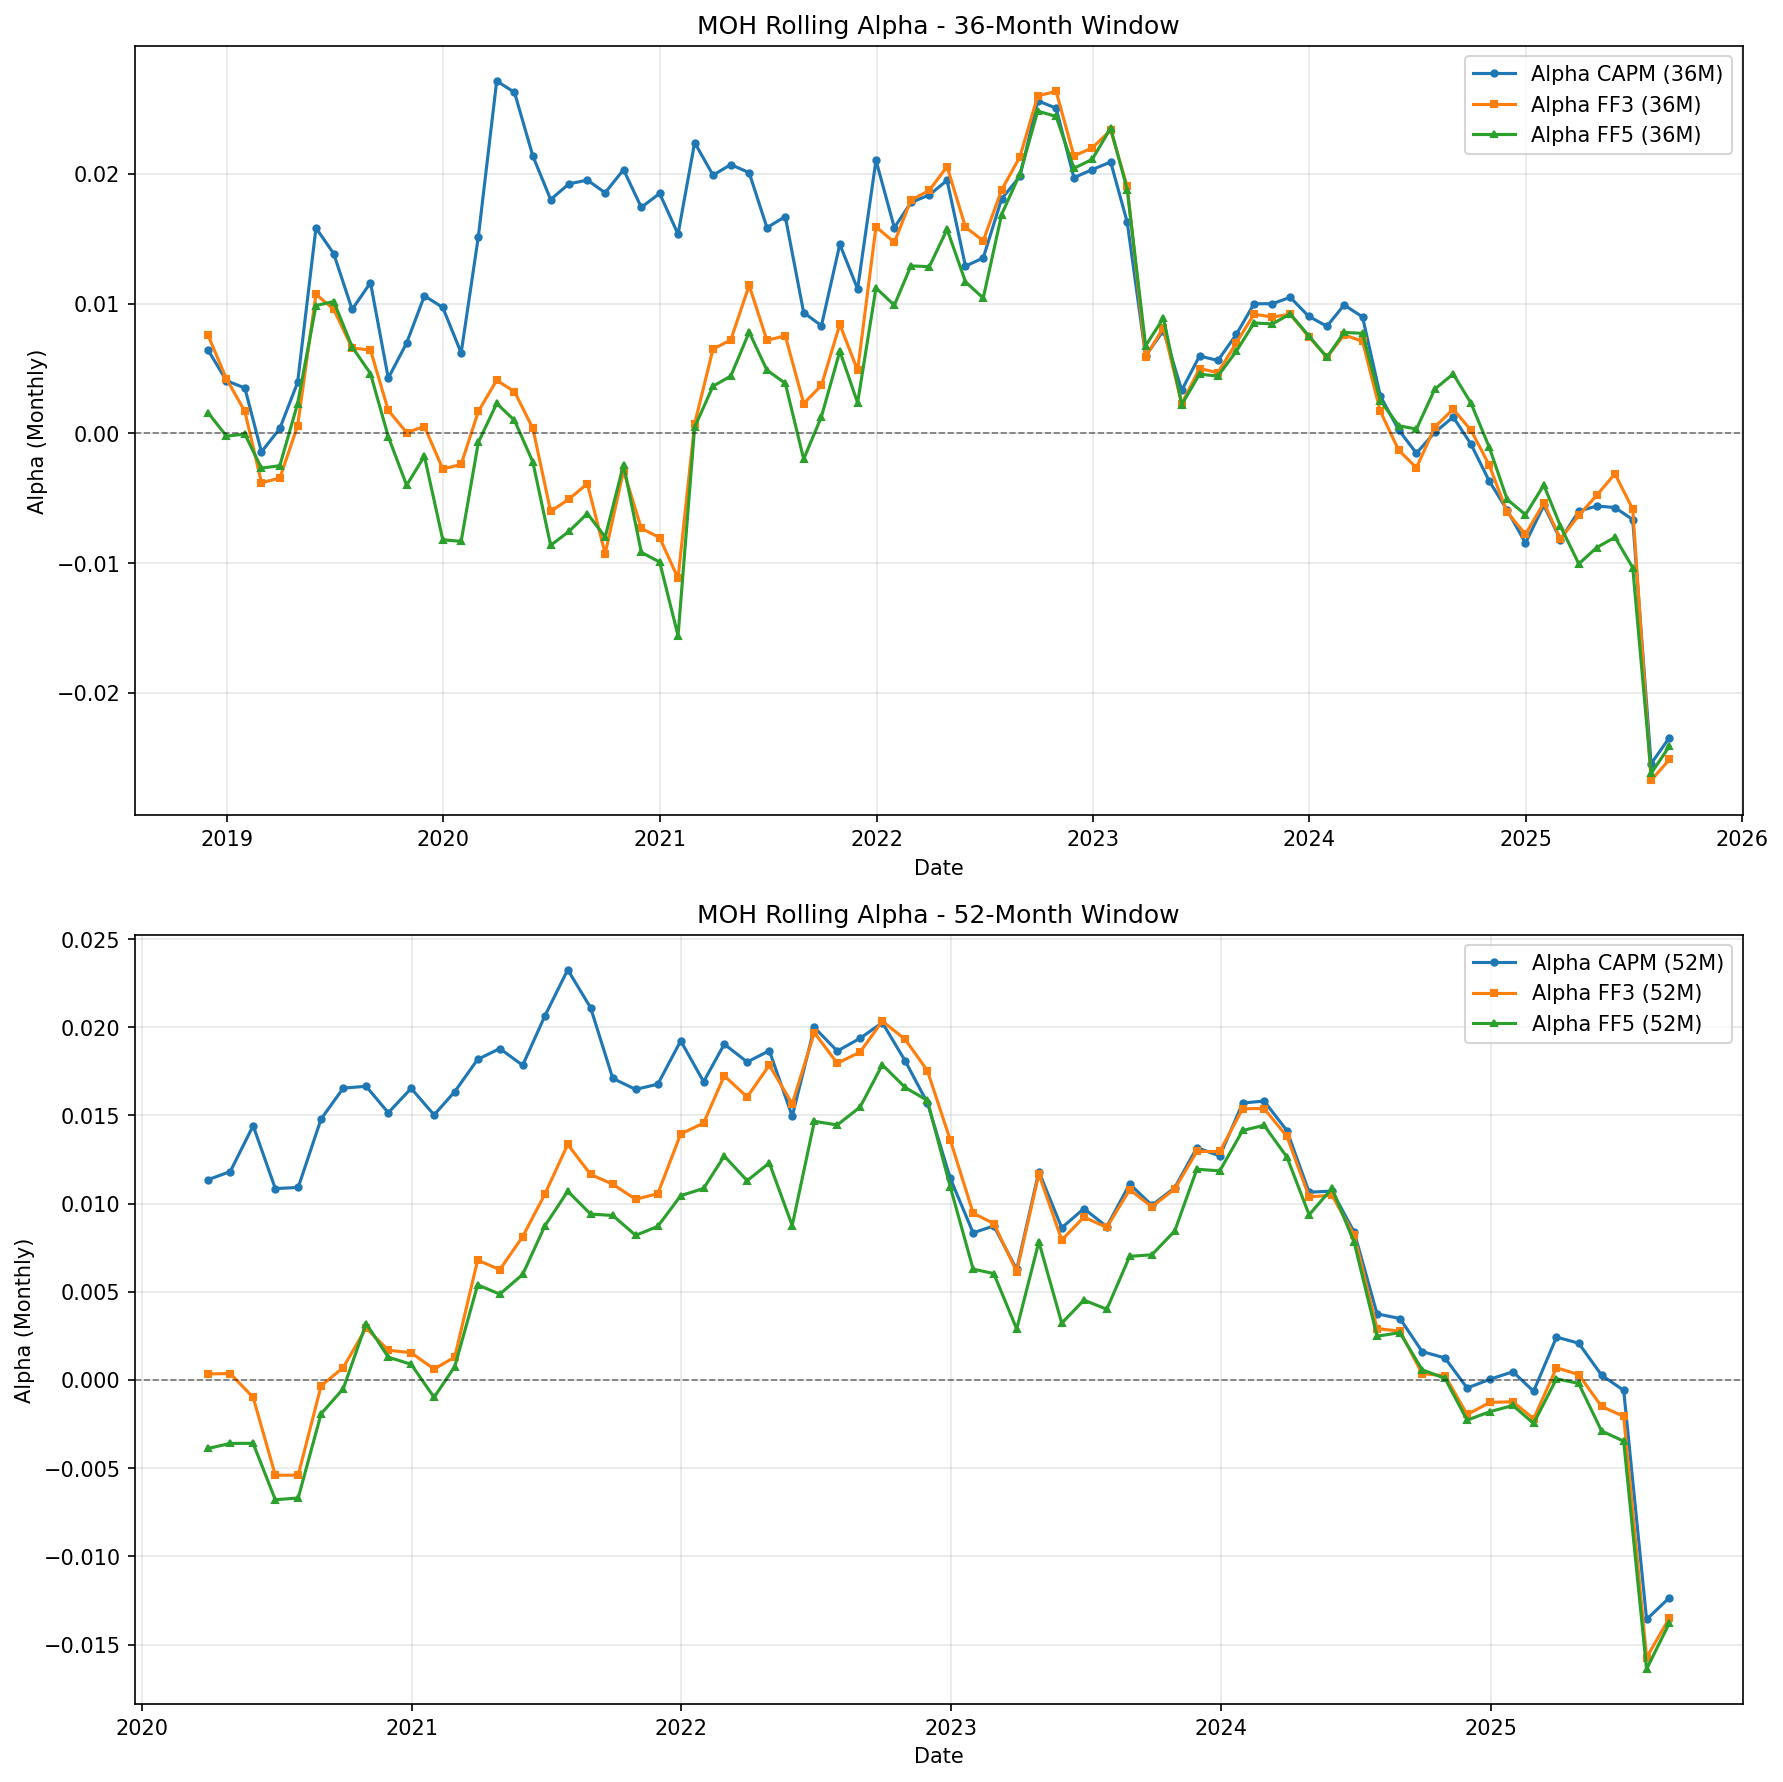 MOH Rolling Alpha - 36-Month Window
Alpha CAPM (36M)
Alpha FF3 (36M)
Alpha FF5 (36M)
Alpha (Monthly)
0.02
0.01
0.00
−0.01
−0.02
2019 2020 2021 2022 2023 2024 2025 2026
Date
MOH Rolling Alpha - 52-Month Window
Alpha CAPM (52M)
Alpha FF3 (52M)
Alpha FF5 (52M)
Alpha (Monthly)
0.025
0.020
0.015
0.010
0.005
0.000
−0.005
−0.010
−0.015
2020 2021 2022 2023 2024 2025
Date